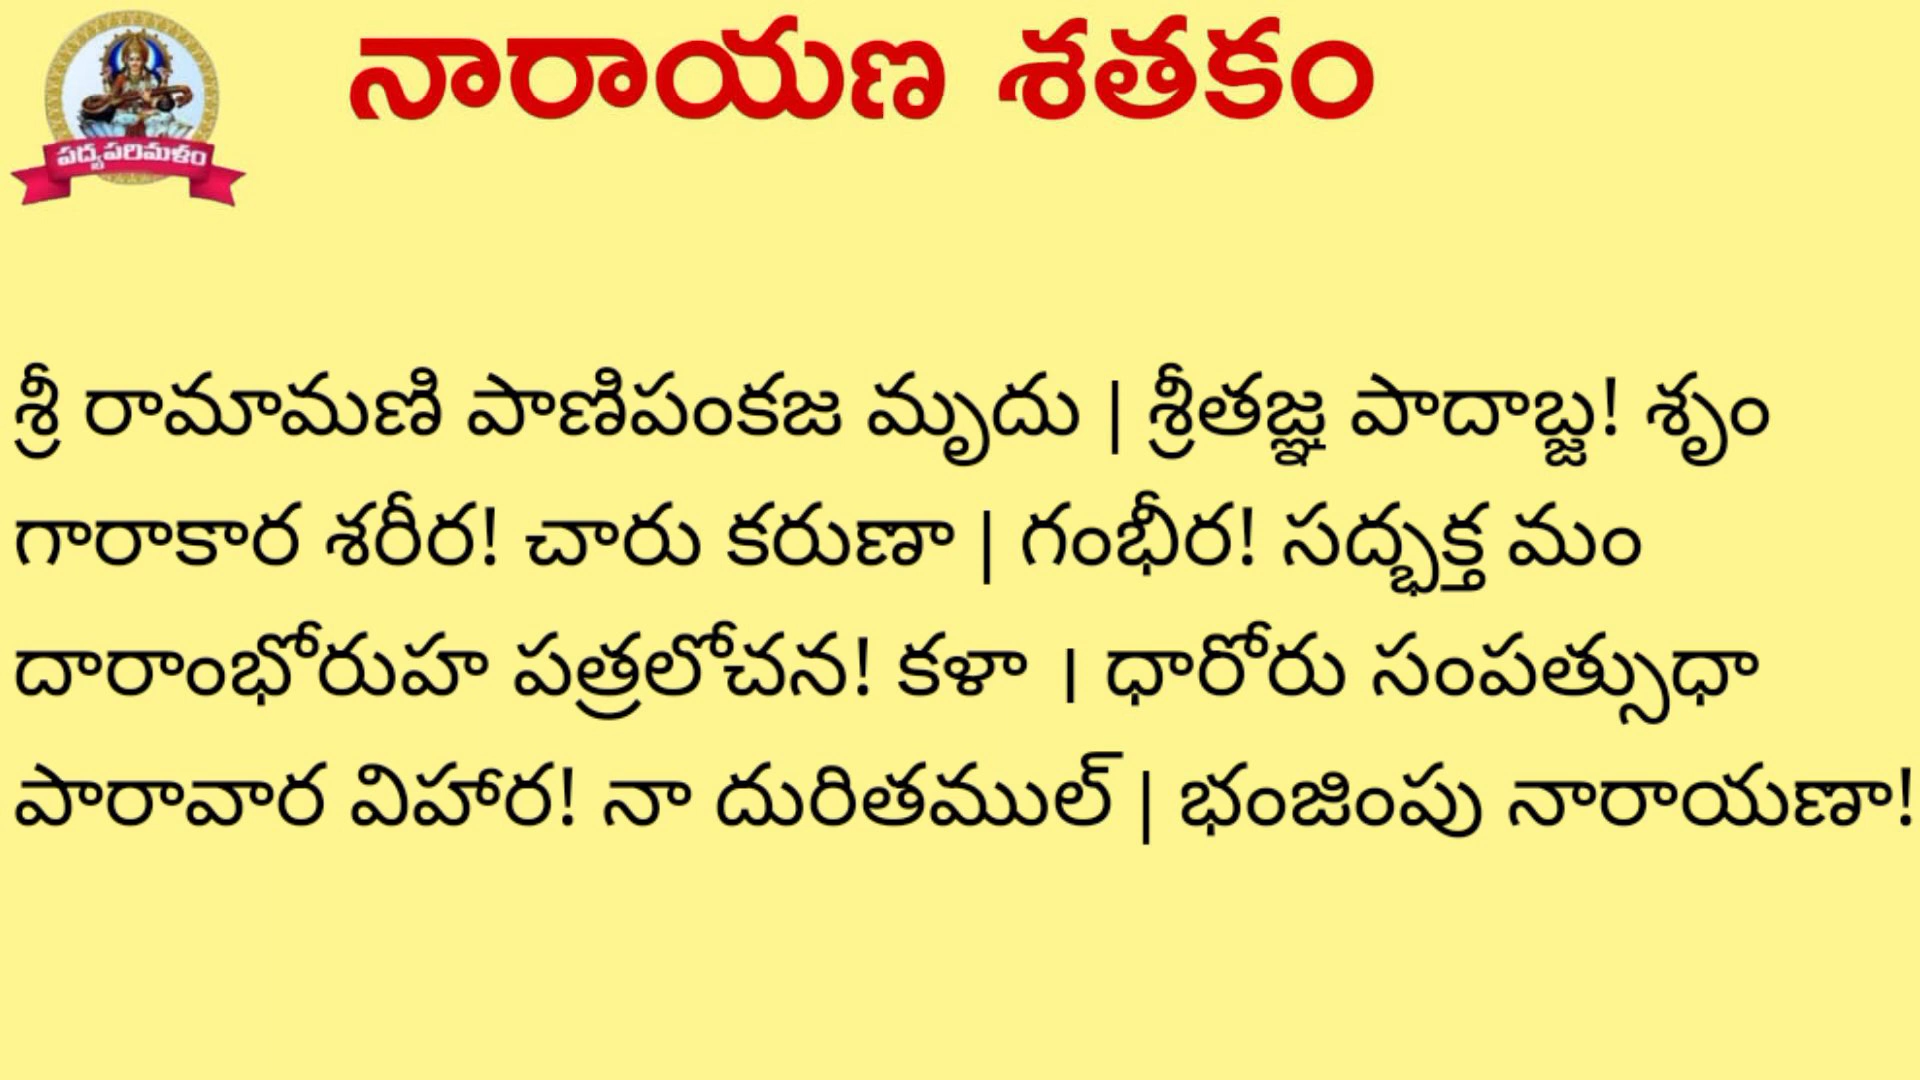 నారాయణ శతకం
పద్యపరిమళం
శ్రీ రామామణి పాణిపంకజ మృదు | శ్రీతజ్ఞ పాదాబ్జ! శృం
గారాకార శరీర! చారు కరుణా | గంభీర! సద్భక్త మం
దారాంభోరుహ పత్రలోచన! కళా । ధారోరు సంపత్సుధా
పారావార విహార! నా దురితముల్ | భంజింపు నారాయణా!